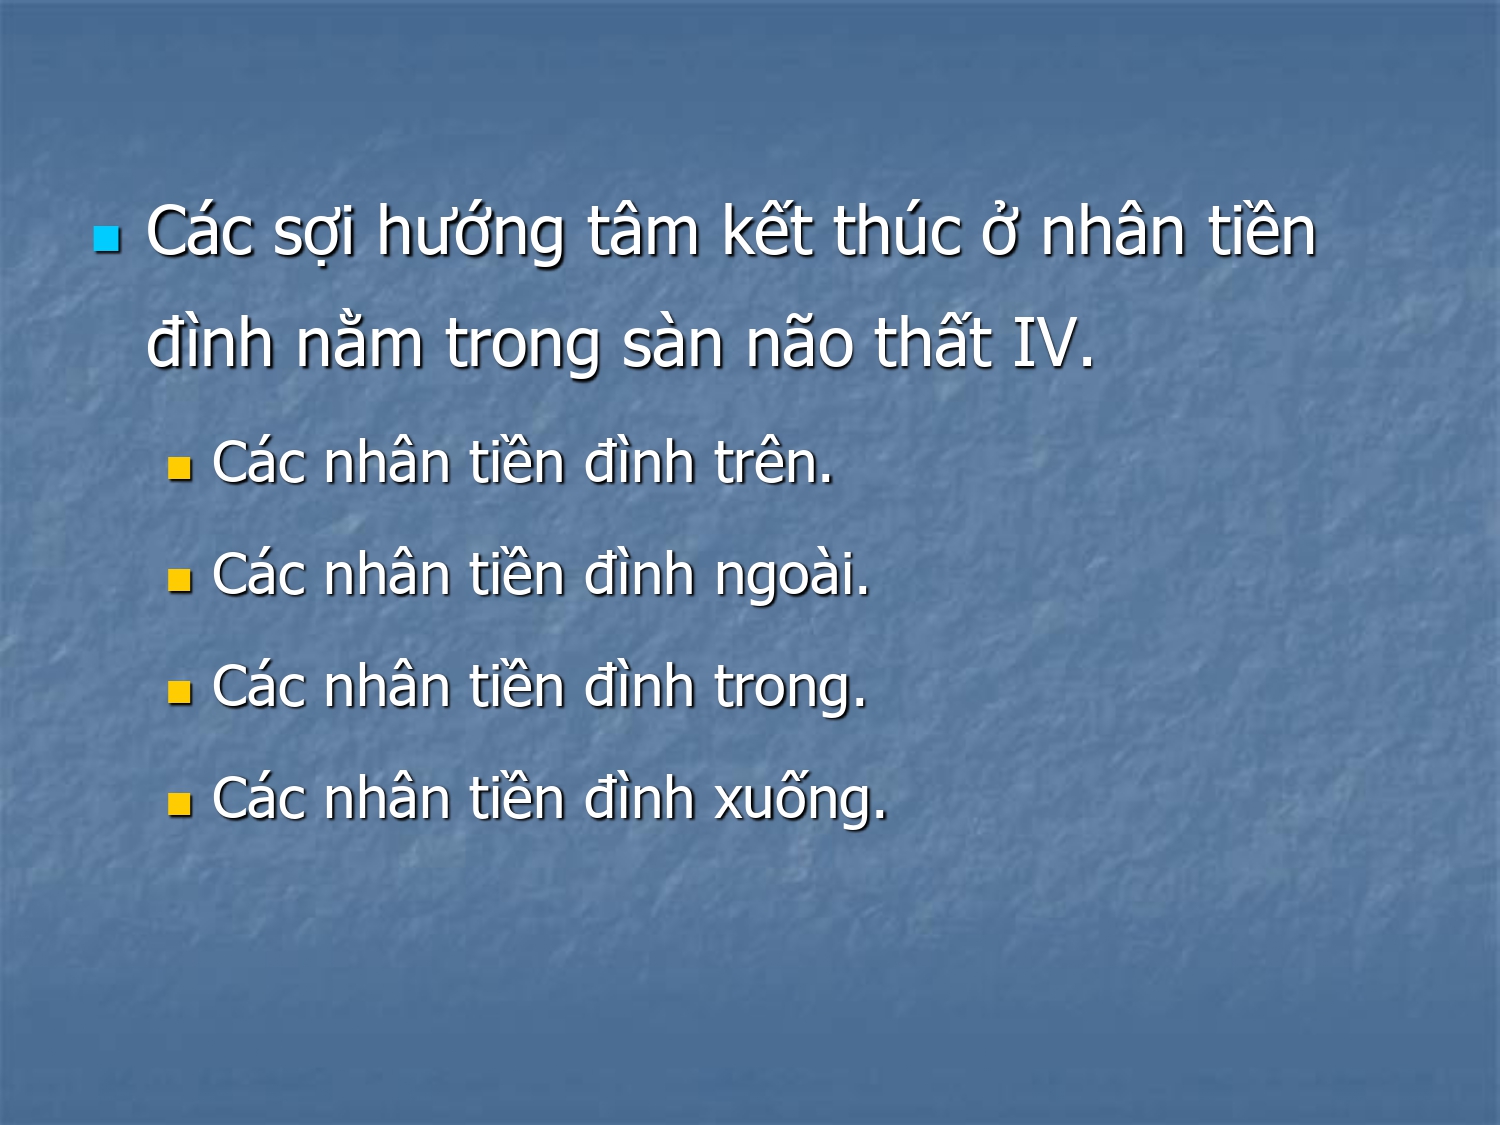 Các sợi hướng tâm kết thúc ở nhân tiền
đình nằm trong sàn não thất IV.
Các nhân tiền đình trên.
Các nhân tiền đình ngoài.
Các nhân tiền đình trong.
Các nhân tiền đình xuống.